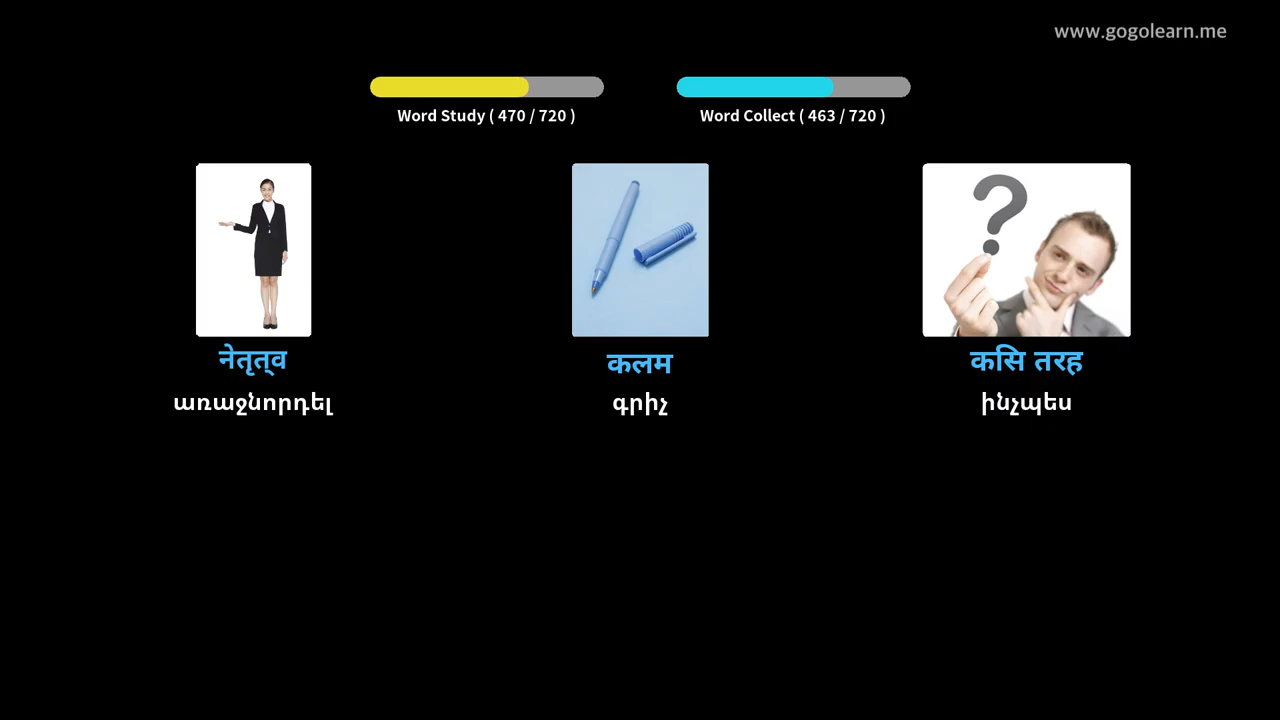 www.gogolearn.me
Word Study ( 470 / 720 )
Word Collect ( 463 / 720 )
नेतृत्व
कलम
कसि तरह
առաջնորդել
գրիչ
ինչպես